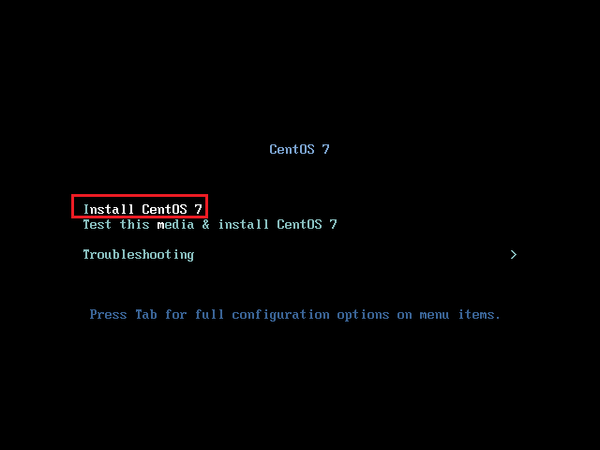 CentOS 7
Install CentOS 7
Test this media & install CentOS 7
Troubleshooting >
Press Tab for full configuration options on menu items.